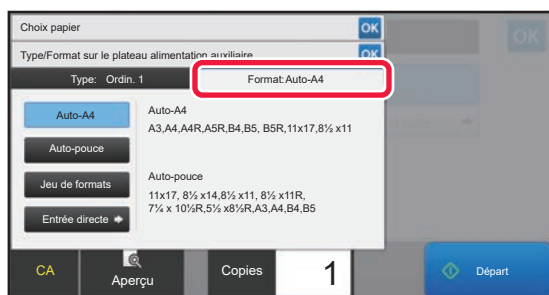 Choix papier
OK
OK
Type/Format sur le plateau alimentation auxiliaire
OK
Type: Ordin. 1
Format:Auto-A4
Auto-A4
Auto-A4
A3,A4,A4R,A5R,B4,B5, B5R,11x17,8½ x11
Auto-pouce
Jeu de formats
Auto-pouce
11x17, 8½ x14,8½ x11, 8½ x11R,
7¼ x 10½R,5½ x8½R,A3,A4,B4,B5
Entrée directe
CA
Aperçu
Copies
1
Départ